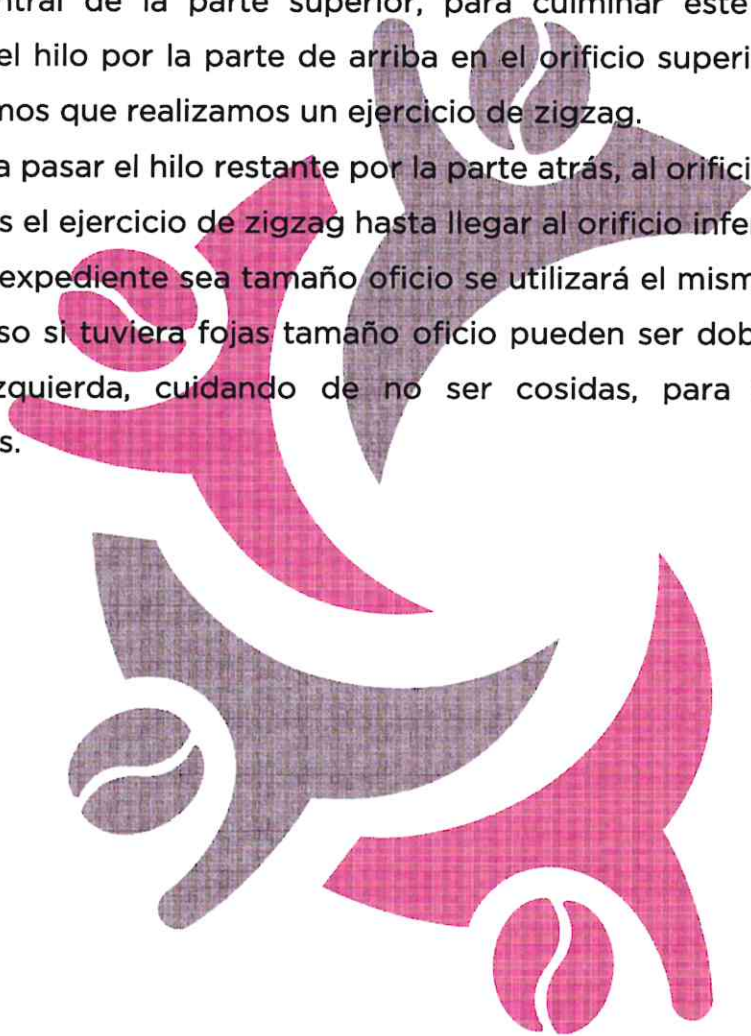 ntral de la parte superior, para culminar este
el hilo por la parte de arriba en el orificio superi
mos que realizamos un ejercicio de zigzag.
a pasar el hilo restante por la parte atrás, al orifici
s el ejercicio de zigzag hasta llegar al orificio infer
expediente sea tamaño oficio se utilizará el mism
so si tuviera fojas tamaño oficio pueden ser dob
zquierda, cuidando de no ser cosidas, para
s.